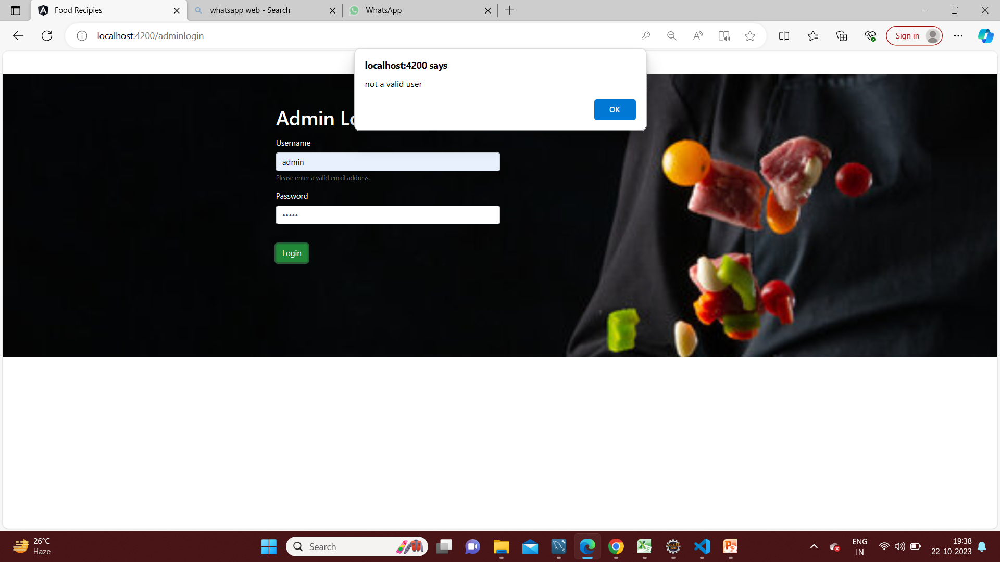 Food Recipies
whatsapp web - Search
WhatsApp
localhost:4200/adminlogin
Sign in
localhost:4200 says
not a valid user
OK
Admin Lo
Username
admin
Please enter a valid email address.
Password
•••••
Login
26°C
Haze
Search
ENG
IN
19:38
22-10-2023